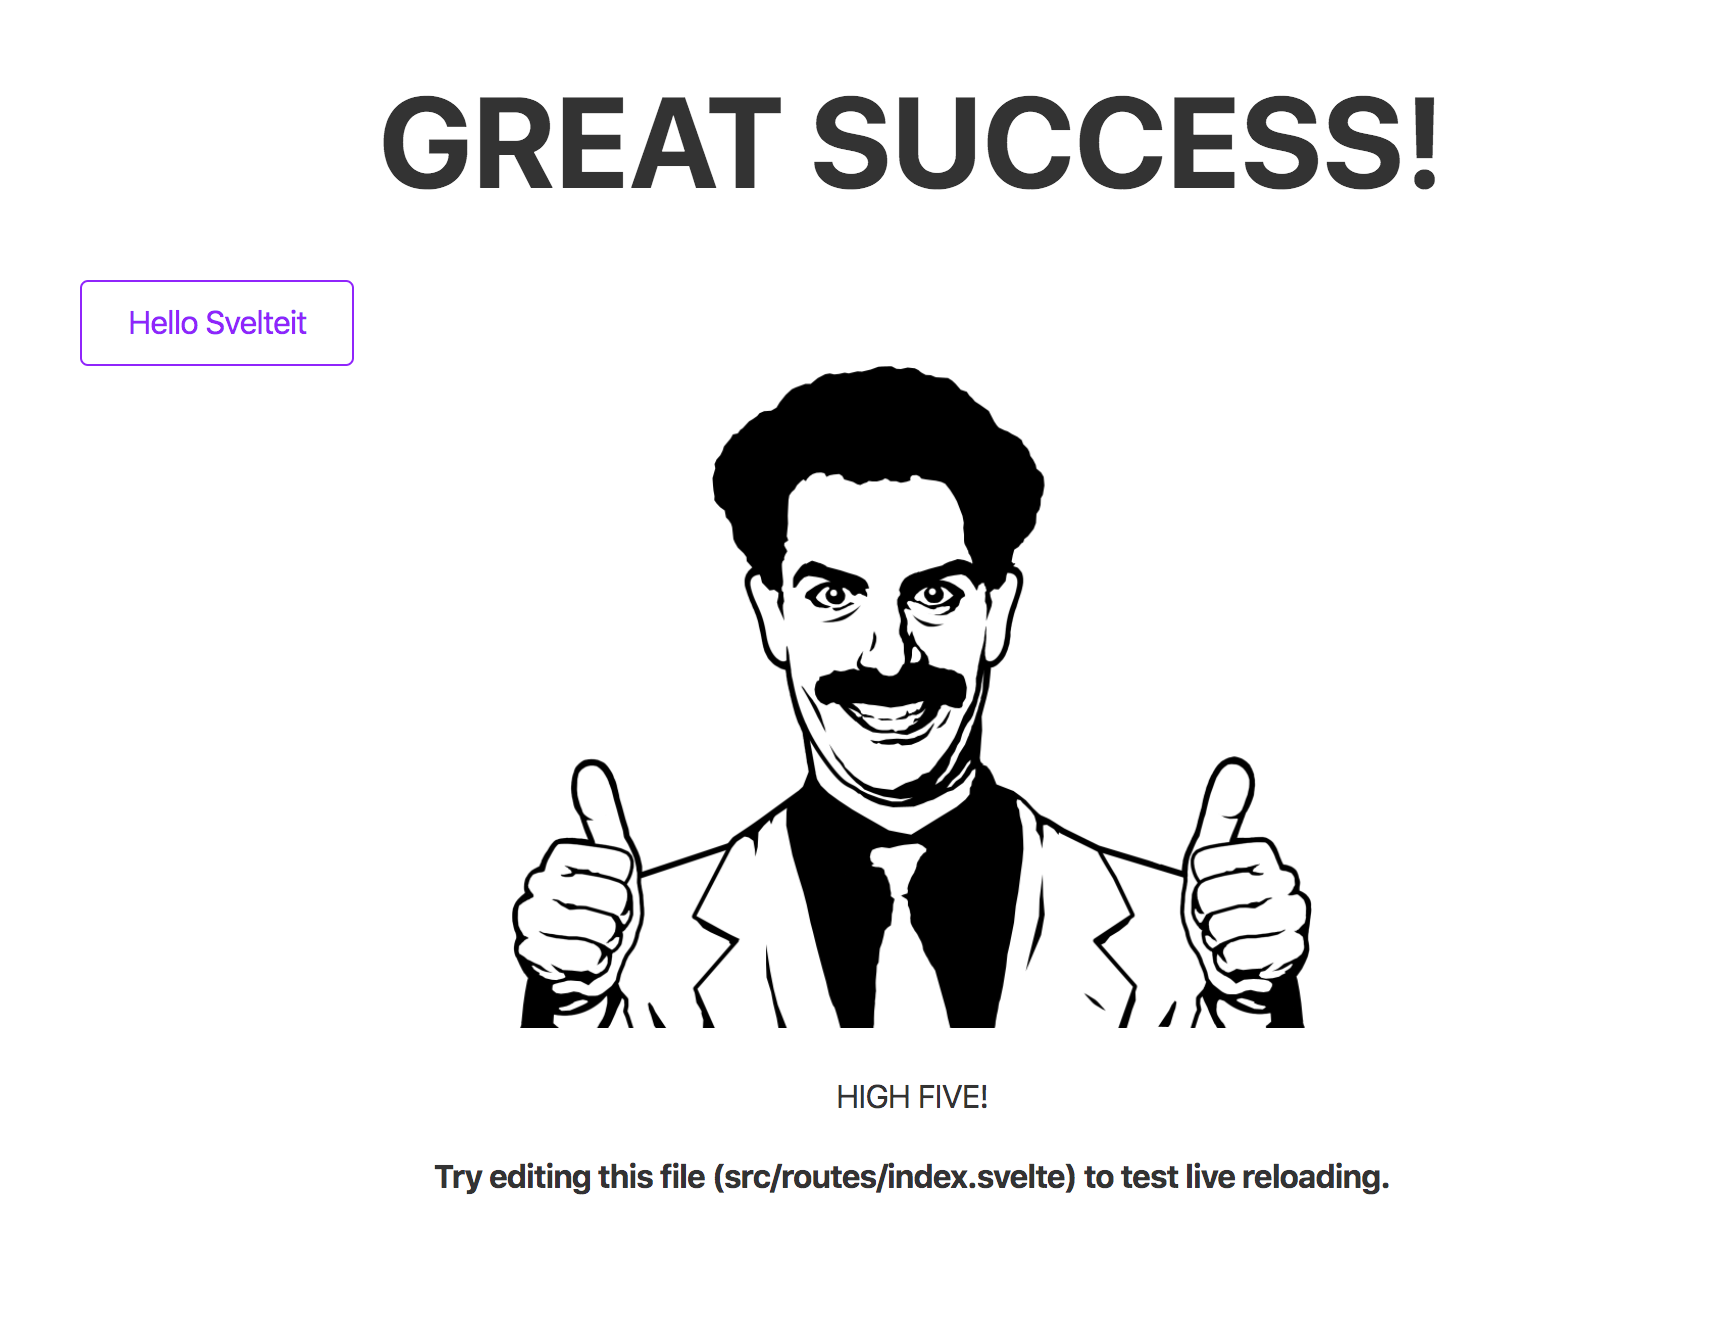 GREAT SUCCESS!
Hello Svelteit
HIGH FIVE!
Try editing this file (src/routes/index.svelte) to test live reloading.